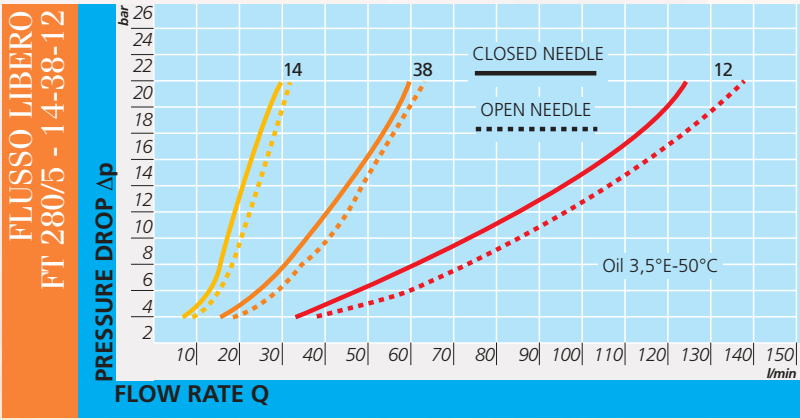 FLUSSO LIBERO
FT 280/5 - 14-38-12
PRESSURE DROP Δp
bar
26
24
22
20
18
16
14
12
10
8
6
4
2
14
38
12
CLOSED NEEDLE
OPEN NEEDLE
Oil 3,5°E-50°C
10 20 30 40 50 60 70 80 90 100 110 120 130 140 150
l/min
FLOW RATE Q